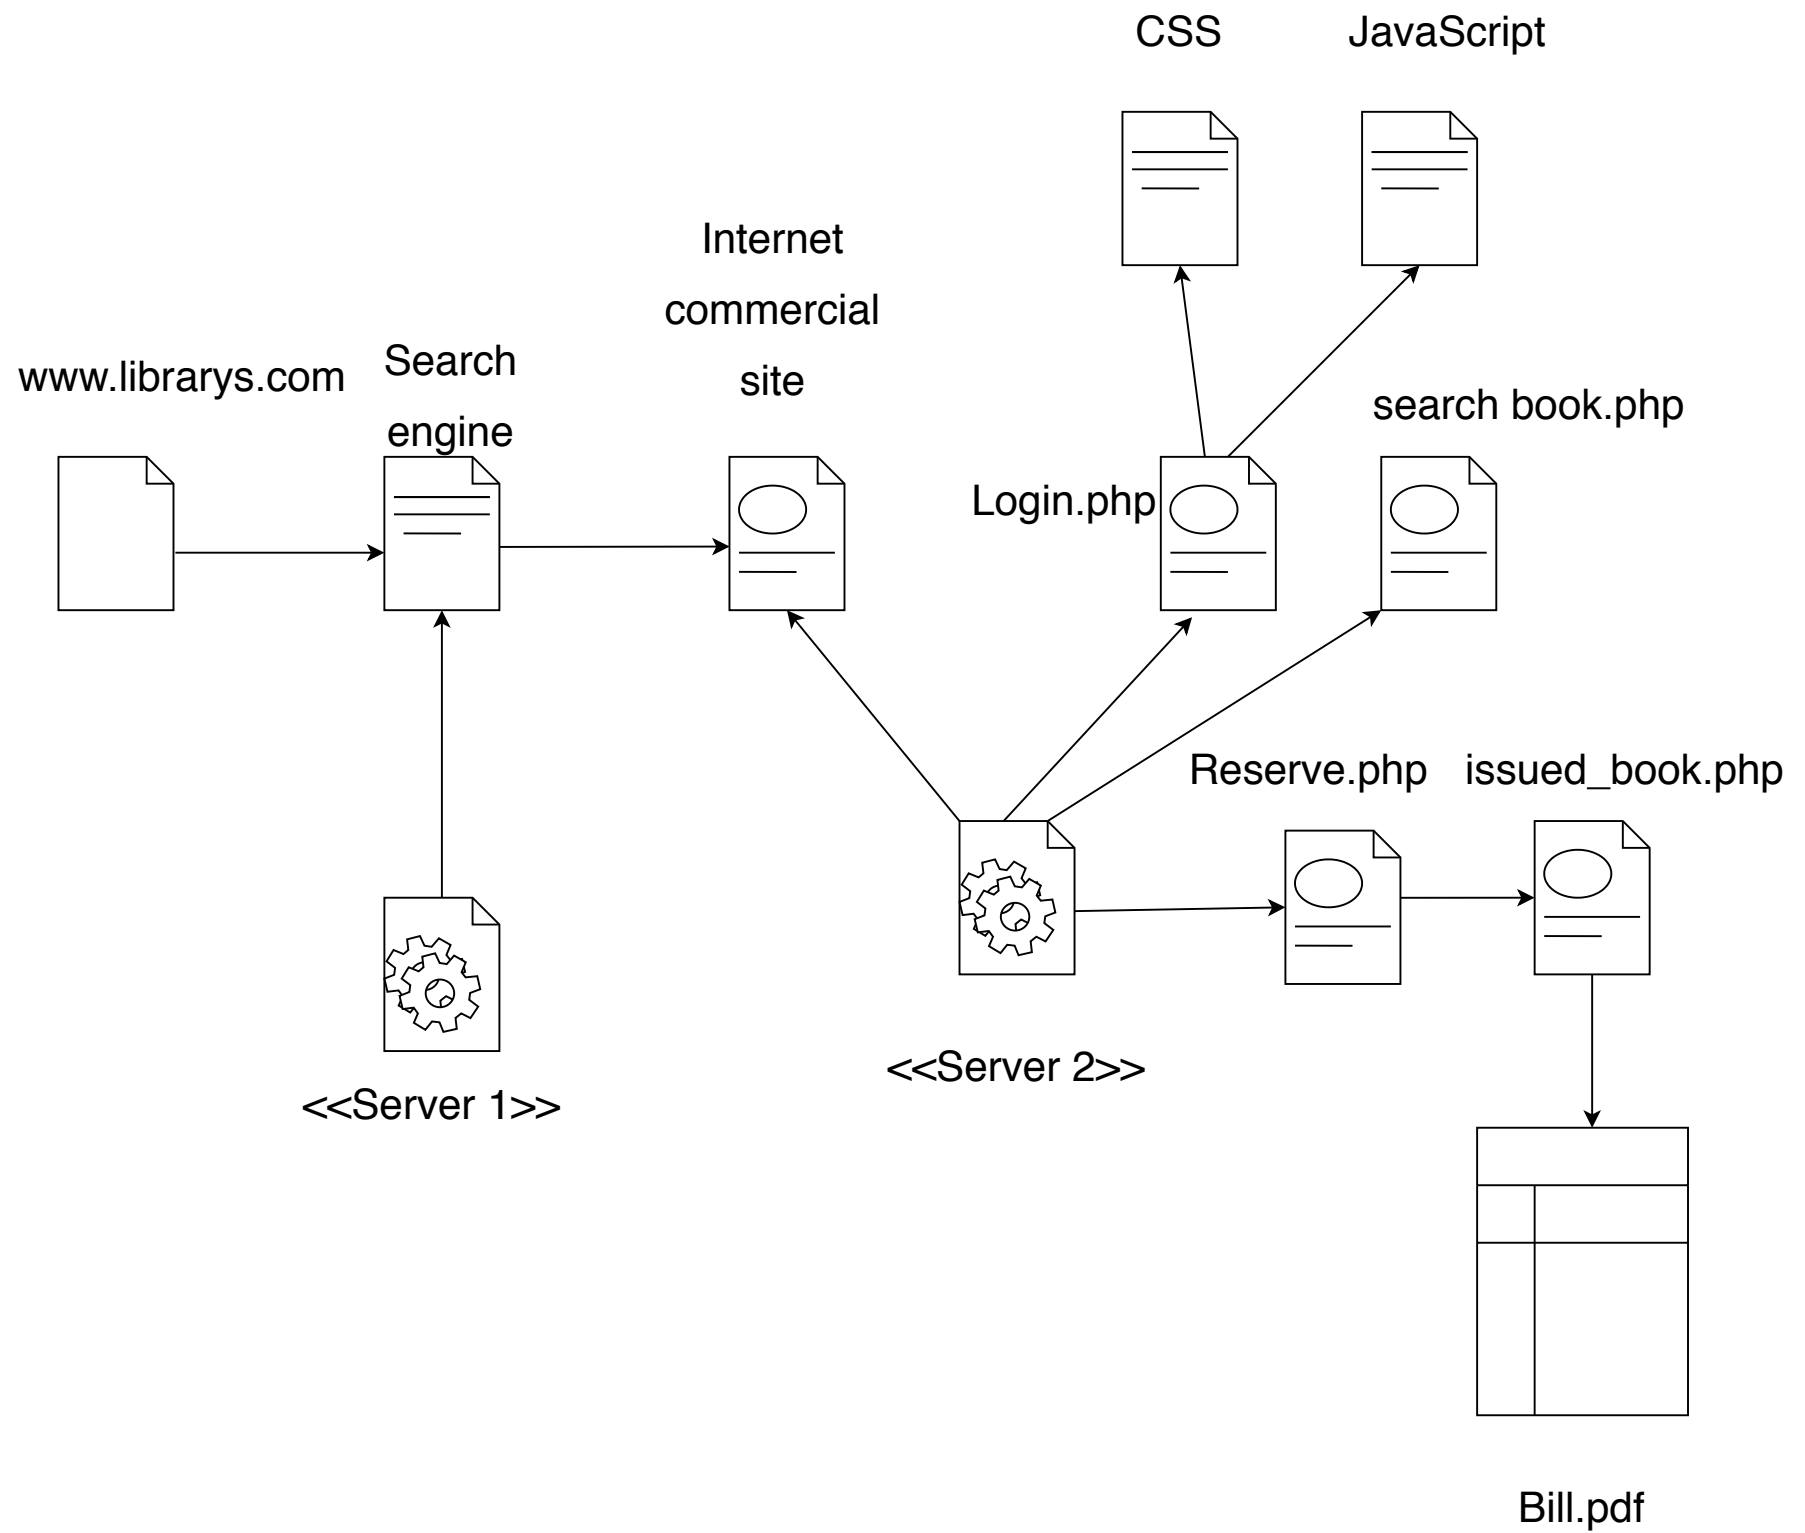 CSS
JavaScript
Internet
commercial
site
www.librarys.com
Search
engine
search book.php
Login.php
Reserve.php
issued_book.php
<<Server 2>>
<<Server 1>>
Bill.pdf